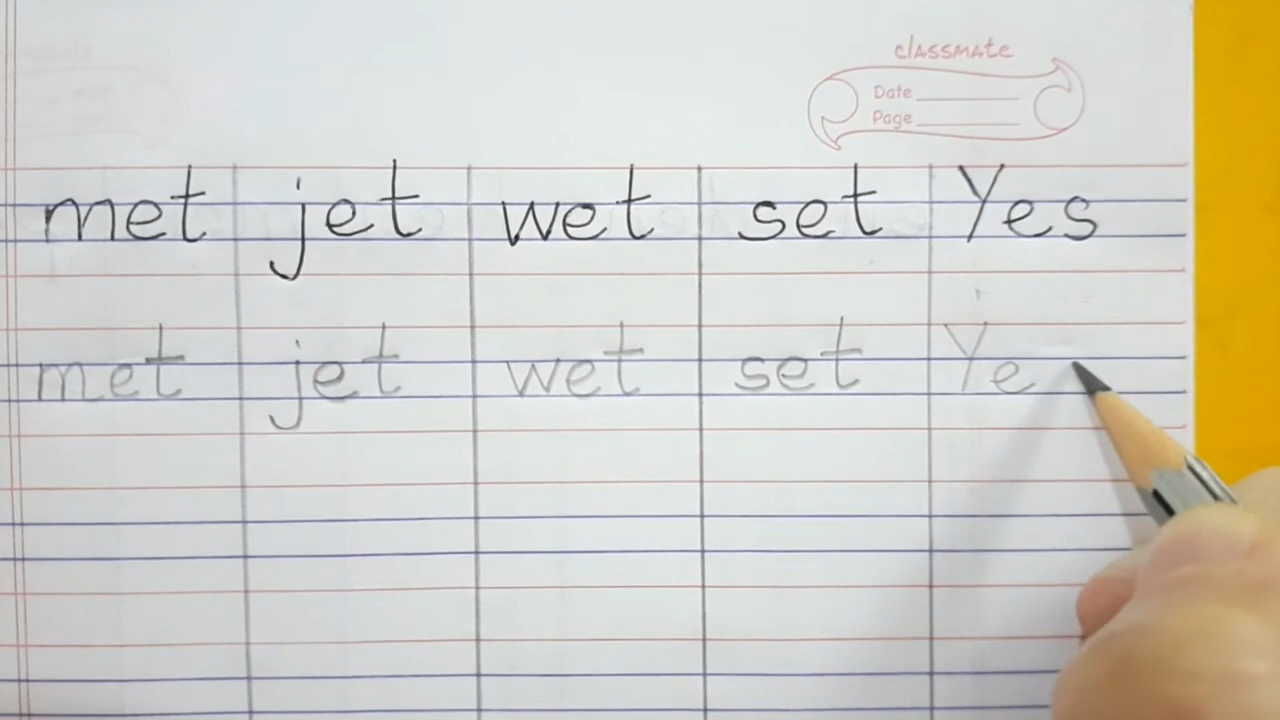 classmate
Date
Page
met jet wet set Yes
met jet wet set Ye